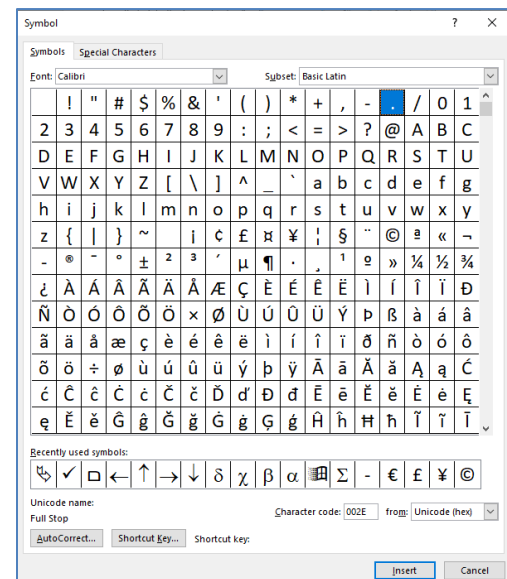 Symbol ? ×
Symbols Special Characters
Font: Calibri Subset: Basic Latin
! " # $ % & ' ( ) * + , - . / 0 1
2 3 4 5 6 7 8 9 : ; < = > ? @ A B C
D E F G H I J K L M N O P Q R S T U
V W X Y Z [ \ ] ^ _ ` a b c d e f g
h i j k l m n o p q r s t u v w x y
z { | } ~ ¡ ¢ £ ¤ ¥ ¦ § ¨ © ª « ¬
- ® ¯ ° ± ² ³ ´ µ ¶ · ¸ ¹ º » ¼ ½ ¾
¿ À Á Â Ã Ä Å Æ Ç È É Ê Ë Ì Í Î Ï Ð
Ñ Ò Ó Ô Õ Ö × Ø Ù Ú Û Ü Ý Þ ß à á â
ã ä å æ ç è é ê ë ì í î ï ð ñ ò ó ô
õ ö ÷ ø ù ú û ü ý þ ÿ Ā ā Ă ă Ą ą Ć
ć Ĉ ĉ Ċ ċ Č č Ď ď Đ đ Ē ē Ĕ ĕ Ė ė Ę
ę Ě ě Ĝ ĝ Ğ ğ Ġ ġ Ģ ģ Ĥ ĥ Ħ ħ Ĩ ĩ Ī
Recently used symbols:
✓ □ ← ↑ → ↓ δ χ β α Σ - € £ ¥ ©
Unicode name:
Full Stop
Character code: 002E from: Unicode (hex)
AutoCorrect... Shortcut Key... Shortcut key:
Insert Cancel